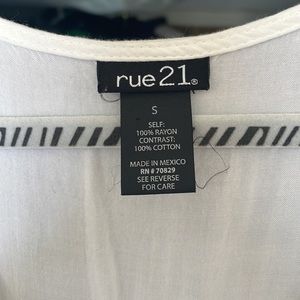 rue21®
S
SELF:
100% RAYON
CONTRAST:
100% COTTON
MADE IN MEXICO
RN # 70829
SEE REVERSE
FOR CARE